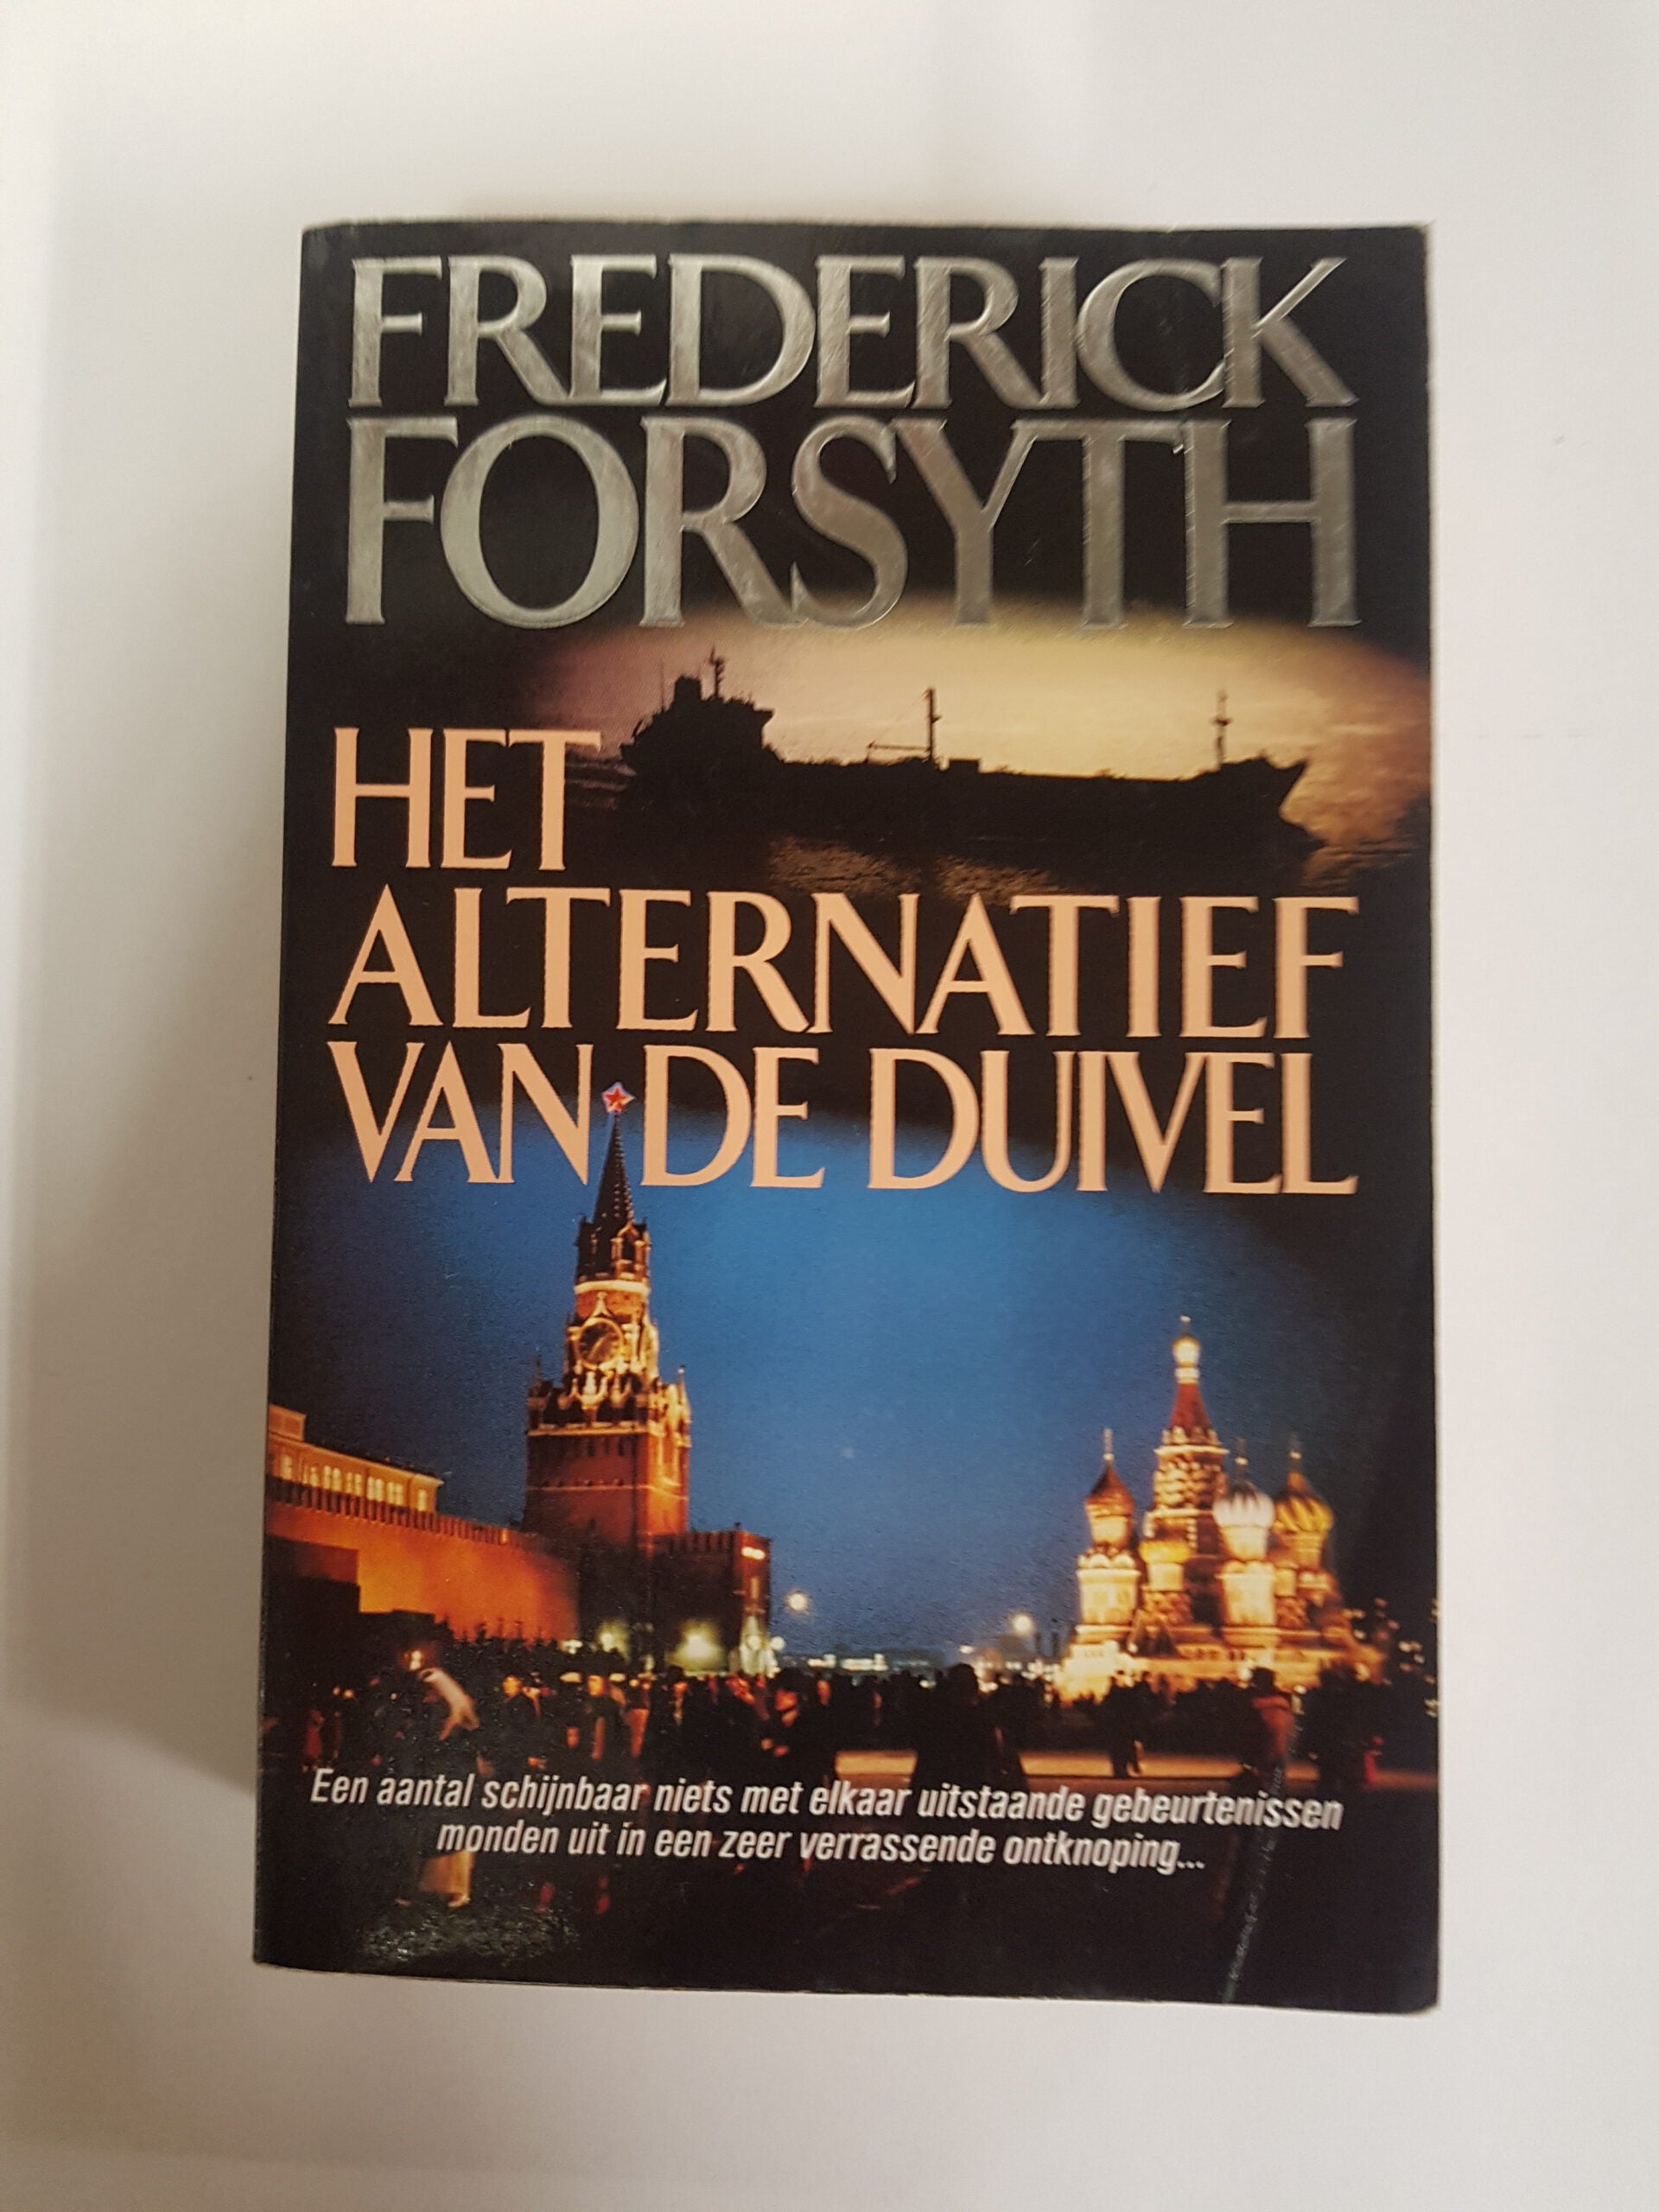 FREDERICK
FORSYTH
HET
ALTERNATIEF
VAN DE DUIVEL
Een aantal schijnbaar niets met elkaar uitstaande gebeurtenissen
monden uit in een zeer verrassende ontknoping...